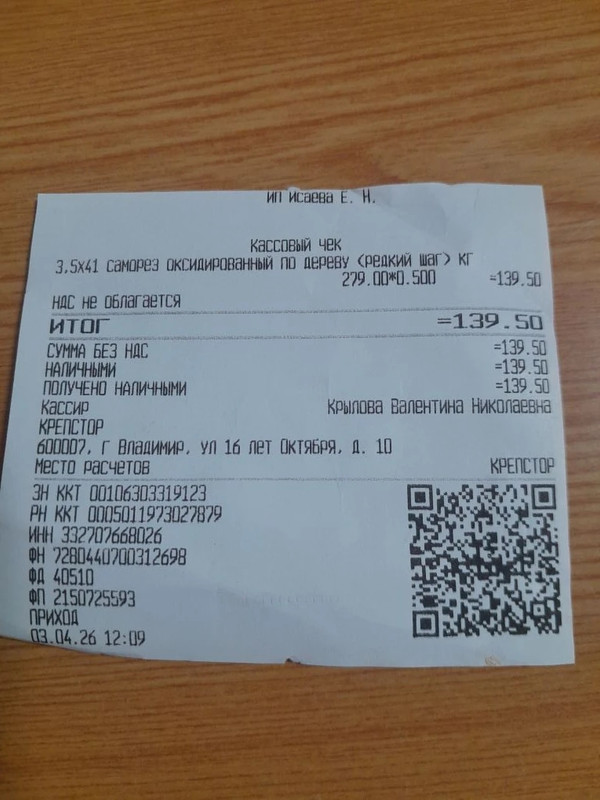 ИП Исаева Е. Н.
КАССОВЫЙ ЧЕК
3,5х41 Саморез оксидированный по дереву (редкий шаг) кг
279.00*0.500 =139.50
НДС НЕ ОБЛАГАЕТСЯ
ИТОГ =139.50
СУММА БЕЗ НДС =139.50
НАЛИЧНЫМИ =139.50
ПОЛУЧЕНО НАЛИЧНЫМИ =139.50
Кассир Крылова Валентина Николаевна
КРЕПСТОР
600007, г Владимир, ул 16 лет Октября, д. 10
Место расчетов КРЕПСТОР
ЗН ККТ 00106303319123
РН ККТ 0005011973027879
ИНН 332707668026
ФН 7280440700312698
ФД 40510
ФП 2150725593
ПРИХОД
03.04.26 12:09